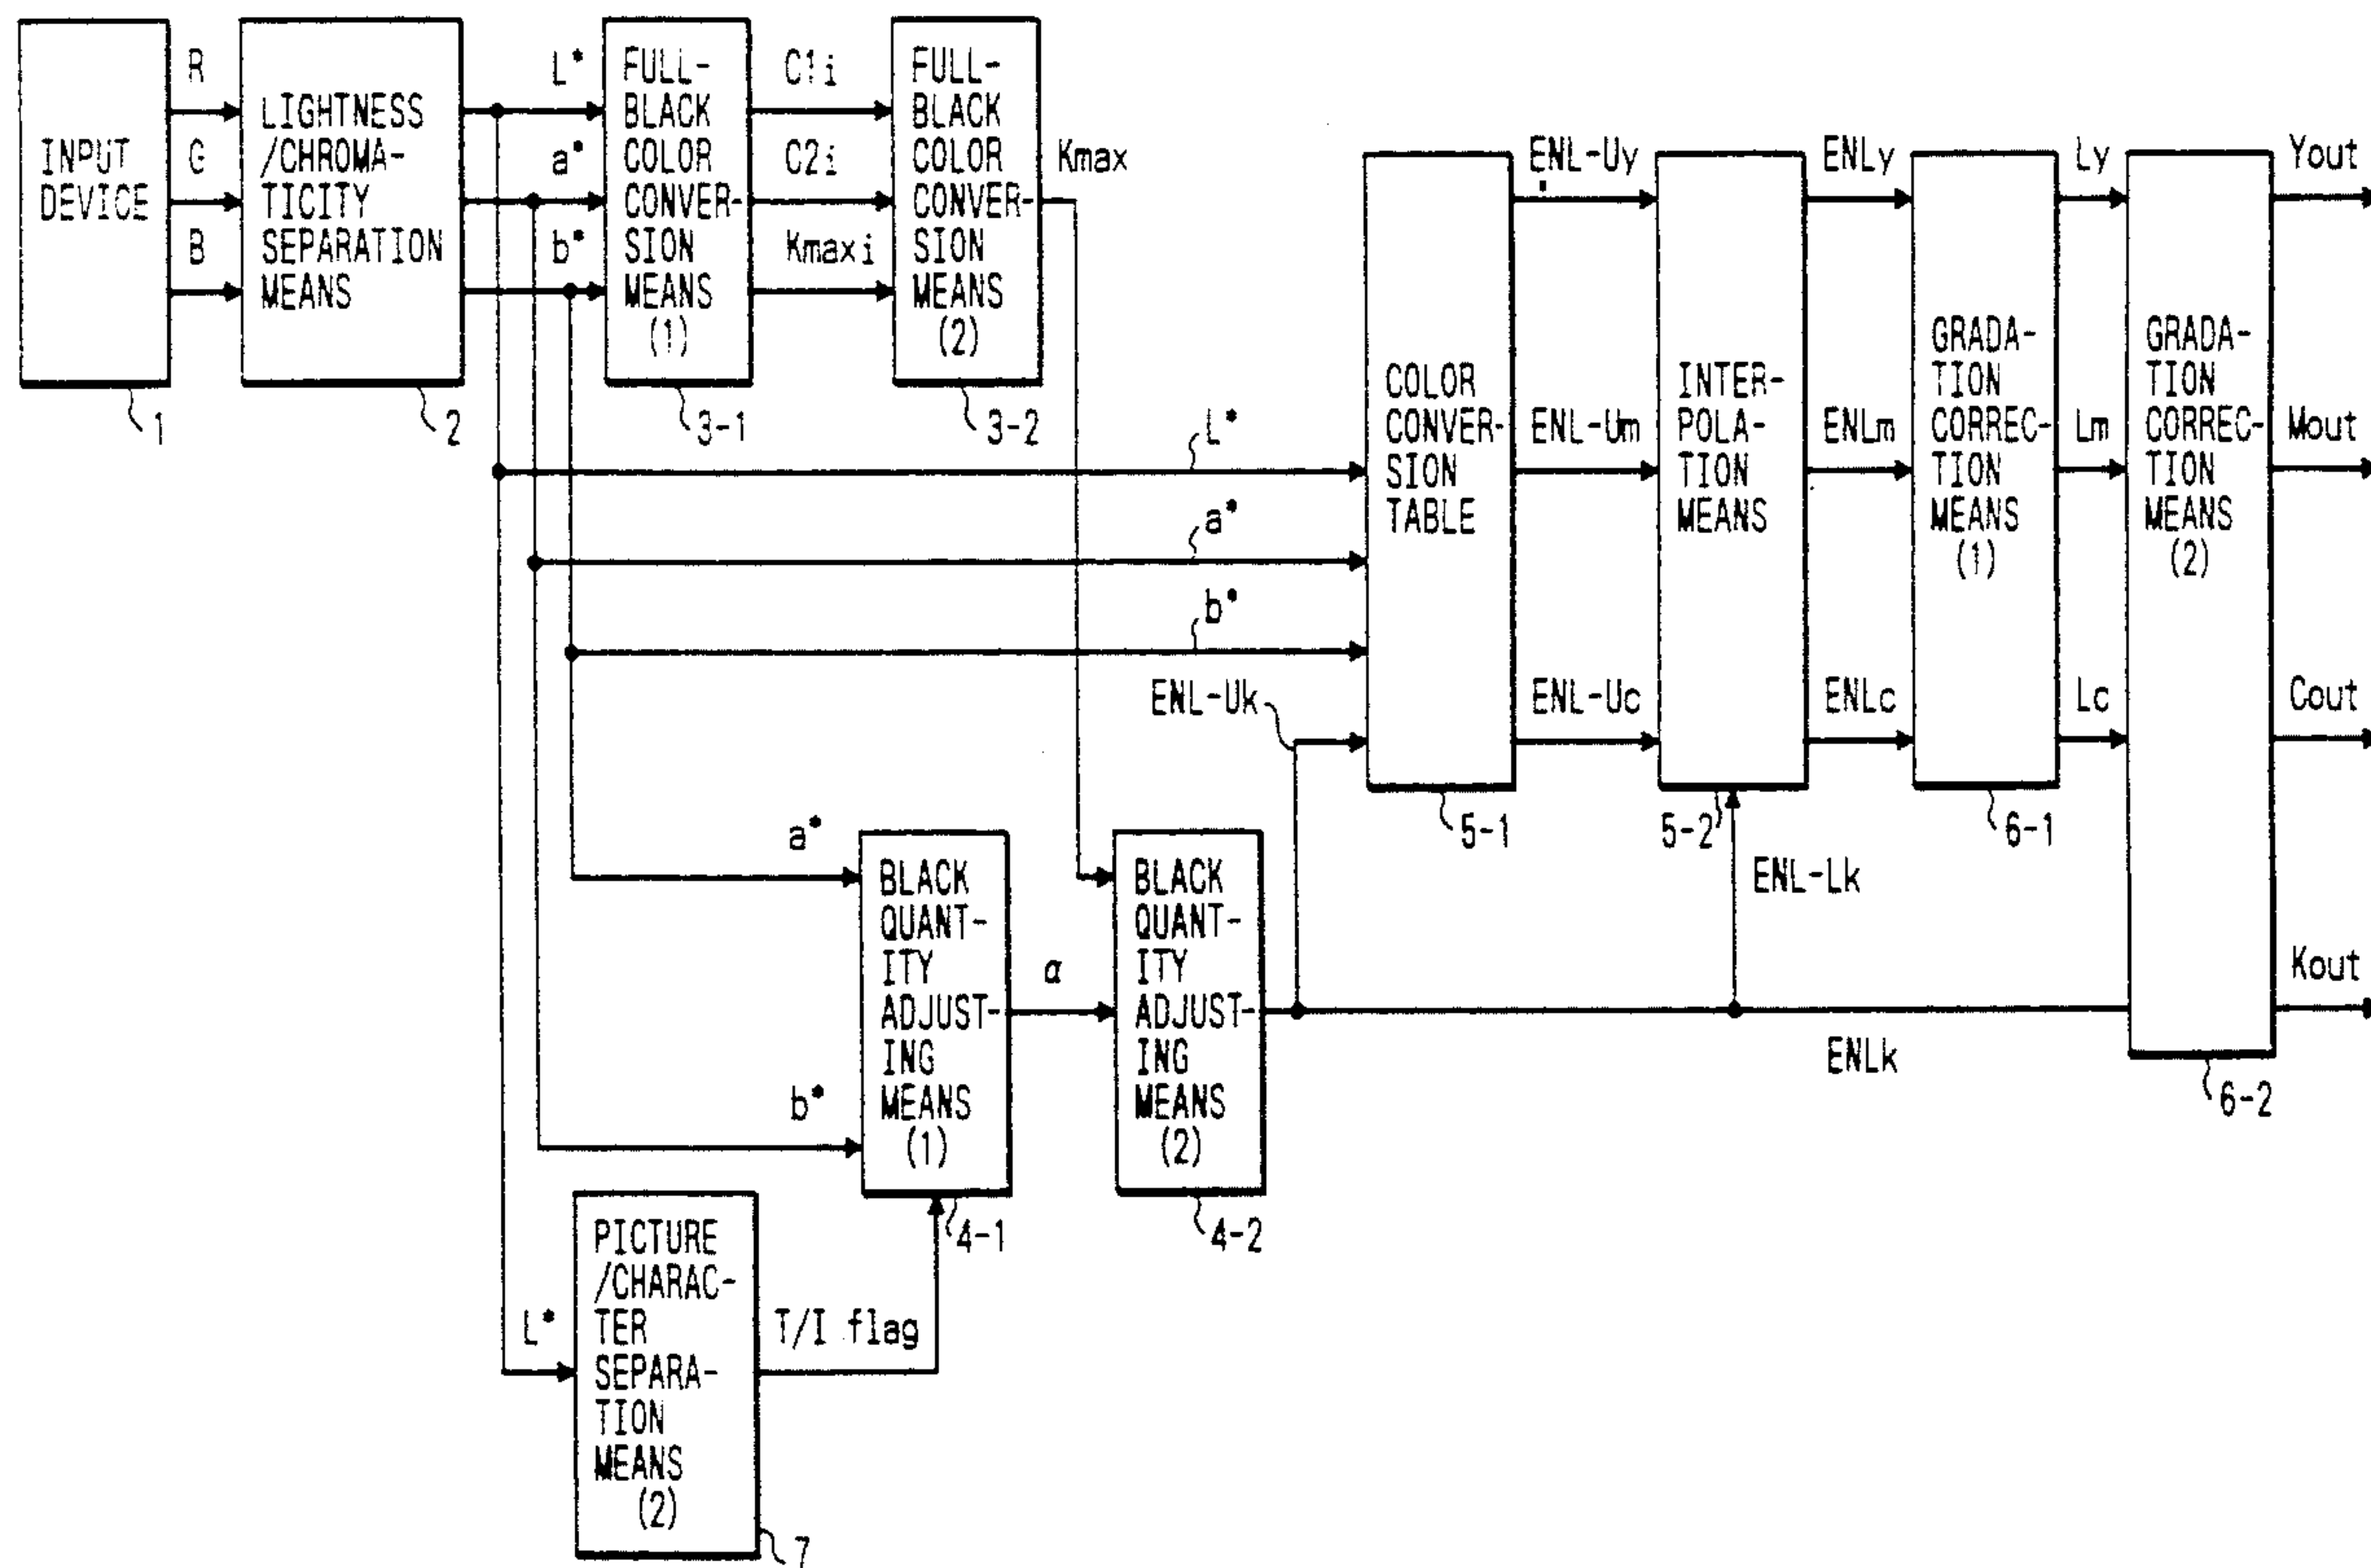 INPUT
DEVICE
1
R
G
B
LIGHTNESS
/CHROMA-
TICITY
SEPARATION
MEANS
2
L*
a*
b*
FULL-
BLACK
COLOR
CONVER-
SION
MEANS
(1)
3-1
C1i
C2i
Kmaxi
FULL-
BLACK
COLOR
CONVER-
SION
MEANS
(2)
3-2
Kmax
L*
a*
b*
ENL-Uk
COLOR
CONVER-
SION
TABLE
5-1
ENL-Uy
ENL-Um
ENL-Uc
INTER-
POLA-
TION
MEANS
5-2
ENL-Lk
ENLy
ENLm
ENLc
GRADA-
TION
CORREC-
TION
MEANS
(1)
6-1
Ly
Lm
Lc
GRADA-
TION
CORREC-
TION
MEANS
(2)
6-2
Yout
Mout
Cout
Kout
a*
b*
BLACK
QUANT-
ITY
ADJUST-
ING
MEANS
(1)
4-1
α
BLACK
QUANT-
ITY
ADJUST-
ING
MEANS
(2)
4-2
ENLk
L*
PICTURE
/CHARAC-
TER
SEPARA-
TION
MEANS
(2)
7
T/I flag